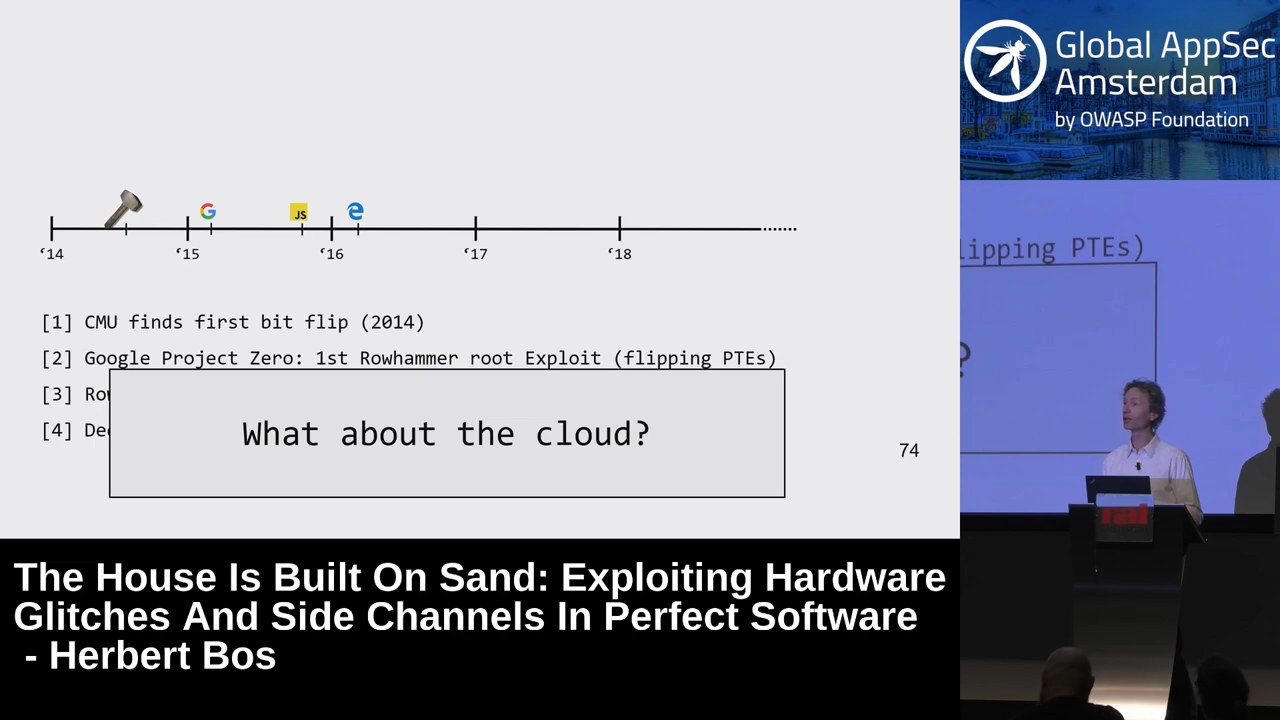 Global AppSec
Amsterdam
by OWASP Foundation
JS
‘14
‘15
‘16
‘17
‘18
[1] CMU finds first bit flip (2014)
[2] Google Project Zero: 1st Rowhammer root Exploit (flipping PTEs)
[3] Ro
[4] De
What about the cloud?
74
lipping PTEs)
?
rai
The House Is Built On Sand: Exploiting Hardware
Glitches And Side Channels In Perfect Software
- Herbert Bos